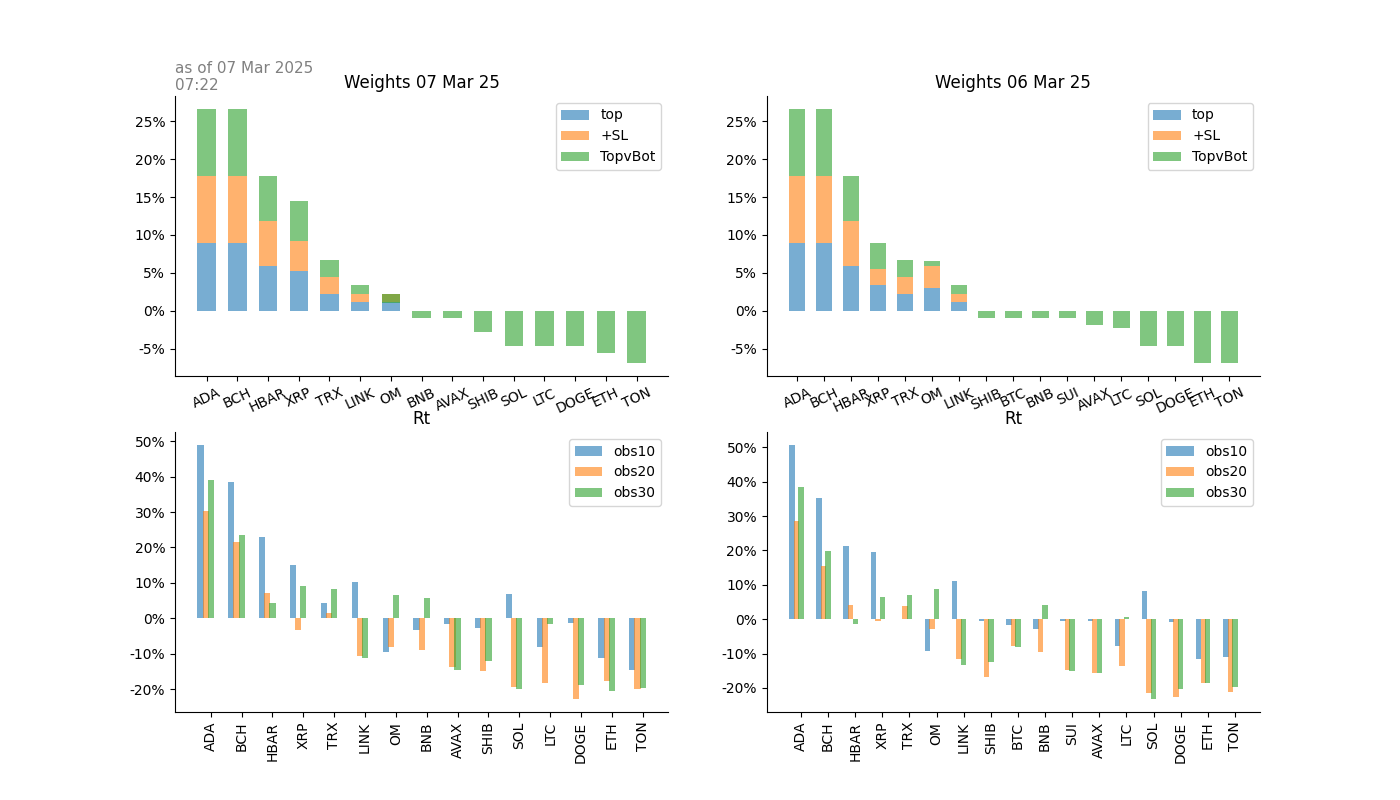 as of 07 Mar 2025
07:22
Weights 07 Mar 25
25%
20%
15%
10%
5%
0%
-5%
top
+SL
TopvBot
ADA BCH HBAR XRP TRX LINK OM BNB AVAX SHIB SOL LTC DOGE ETH TON
Weights 06 Mar 25
25%
20%
15%
10%
5%
0%
-5%
top
+SL
TopvBot
ADA BCH HBAR XRP TRX OM LINK SHIB BTC BNB SUI AVAX LTC SOL DOGE ETH TON
Rt
50%
40%
30%
20%
10%
0%
-10%
-20%
obs10
obs20
obs30
ADA BCH HBAR XRP TRX LINK OM BNB AVAX SHIB SOL LTC DOGE ETH TON
Rt
50%
40%
30%
20%
10%
0%
-10%
-20%
obs10
obs20
obs30
ADA BCH HBAR XRP TRX OM LINK SHIB BTC BNB SUI AVAX LTC SOL DOGE ETH TON